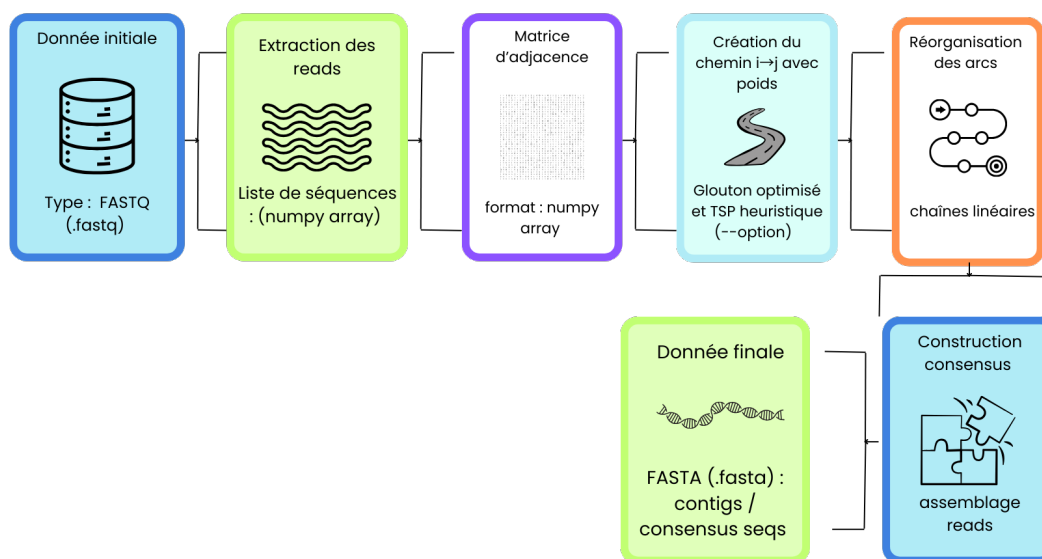 Donnée initiale
Type : FASTQ
(.fastq)
Extraction des
reads
Liste de séquences
: (numpy array)
Matrice
d’adjacence
format : numpy
array
Création du
chemin i→j avec
poids
Glouton optimisé
et TSP heuristique
(--option)
Réorganisation
des arcs
chaînes linéaires
Construction
consensus
assemblage
reads
Donnée finale
FASTA (.fasta) :
contigs /
consensus seqs